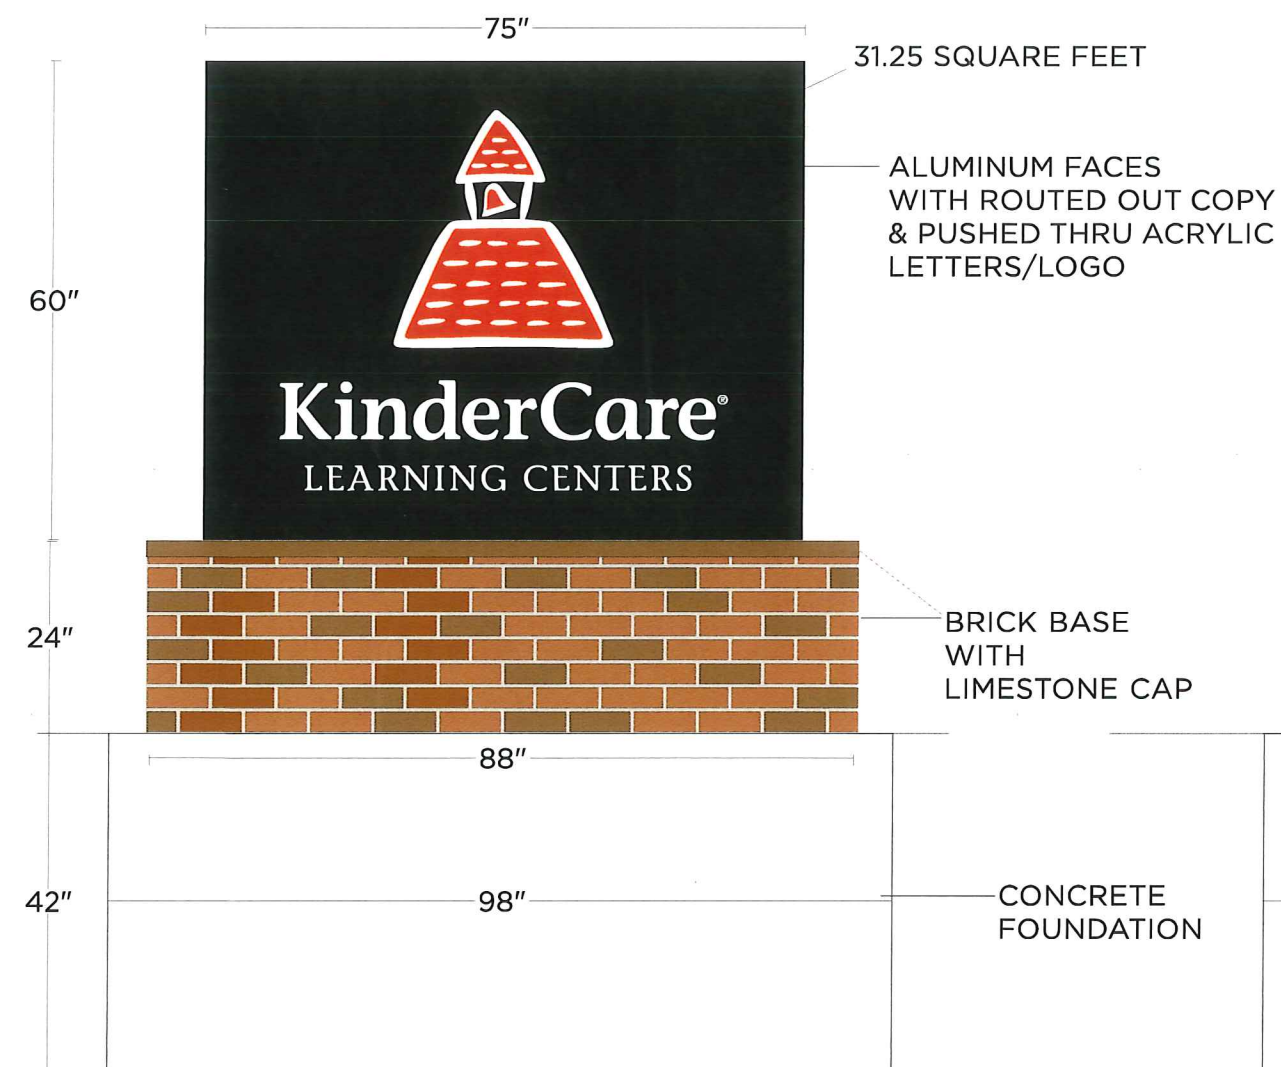 75"
31.25 SQUARE FEET
ALUMINUM FACES
WITH ROUTED OUT COPY
& PUSHED THRU ACRYLIC
LETTERS/LOGO
60"
KinderCare®
LEARNING CENTERS
24"
BRICK BASE
WITH
LIMESTONE CAP
88"
42"
98"
CONCRETE
FOUNDATION